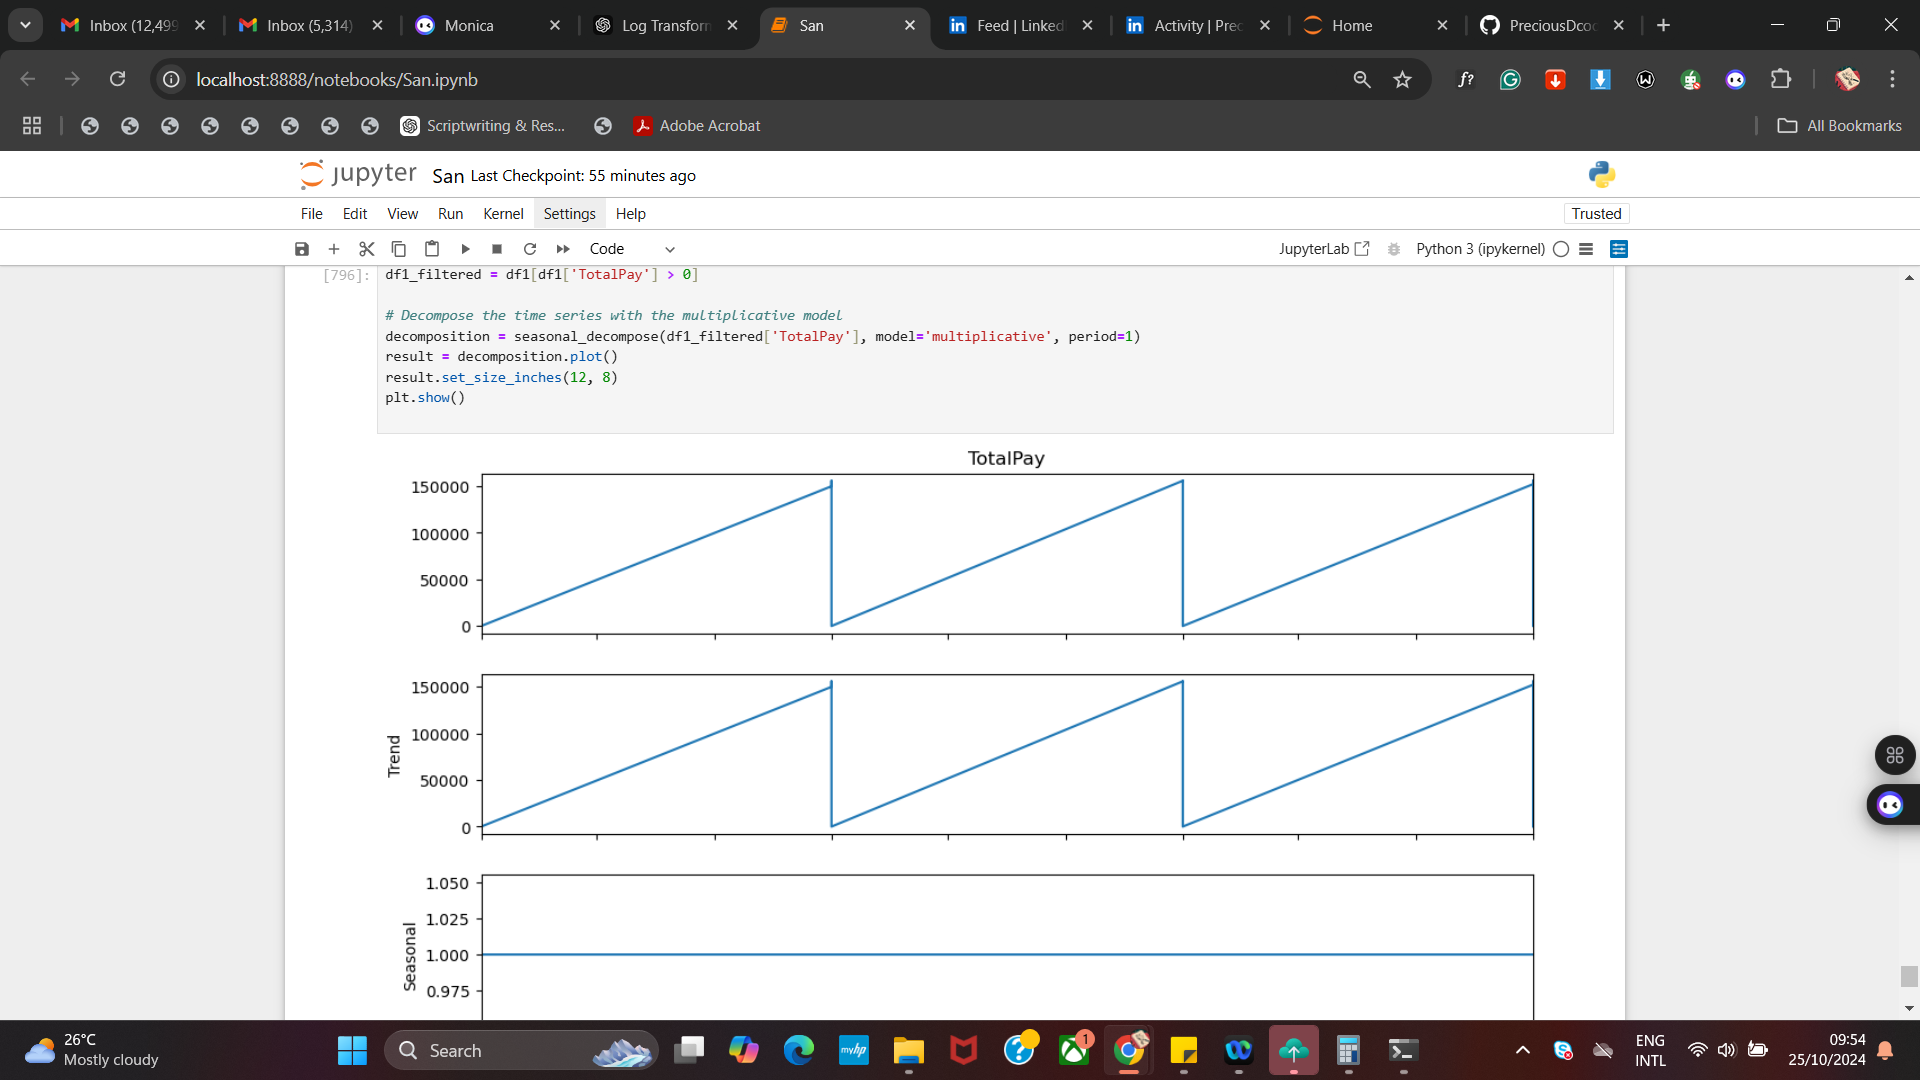 Inbox (12,499
Inbox (5,314)
Monica
Log Transform
San
Feed | Linked
Activity | Prec
Home
PreciousDcod
localhost:8888/notebooks/San.ipynb
Scriptwriting & Res...
Adobe Acrobat
All Bookmarks
jupyter San Last Checkpoint: 55 minutes ago
File Edit View Run Kernel Settings Help
Trusted
Code
JupyterLab
Python 3 (ipykernel)
[796]: df1_filtered = df1[df1['TotalPay'] > 0]
# Decompose the time series with the multiplicative model
decomposition = seasonal_decompose(df1_filtered['TotalPay'], model='multiplicative', period=1)
result = decomposition.plot()
result.set_size_inches(12, 8)
plt.show()
TotalPay
150000
100000
50000
0
Trend
150000
100000
50000
0
Seasonal
1.050
1.025
1.000
0.975
26°C
Mostly cloudy
Search
myhp
1
ENG
INTL
09:54
25/10/2024